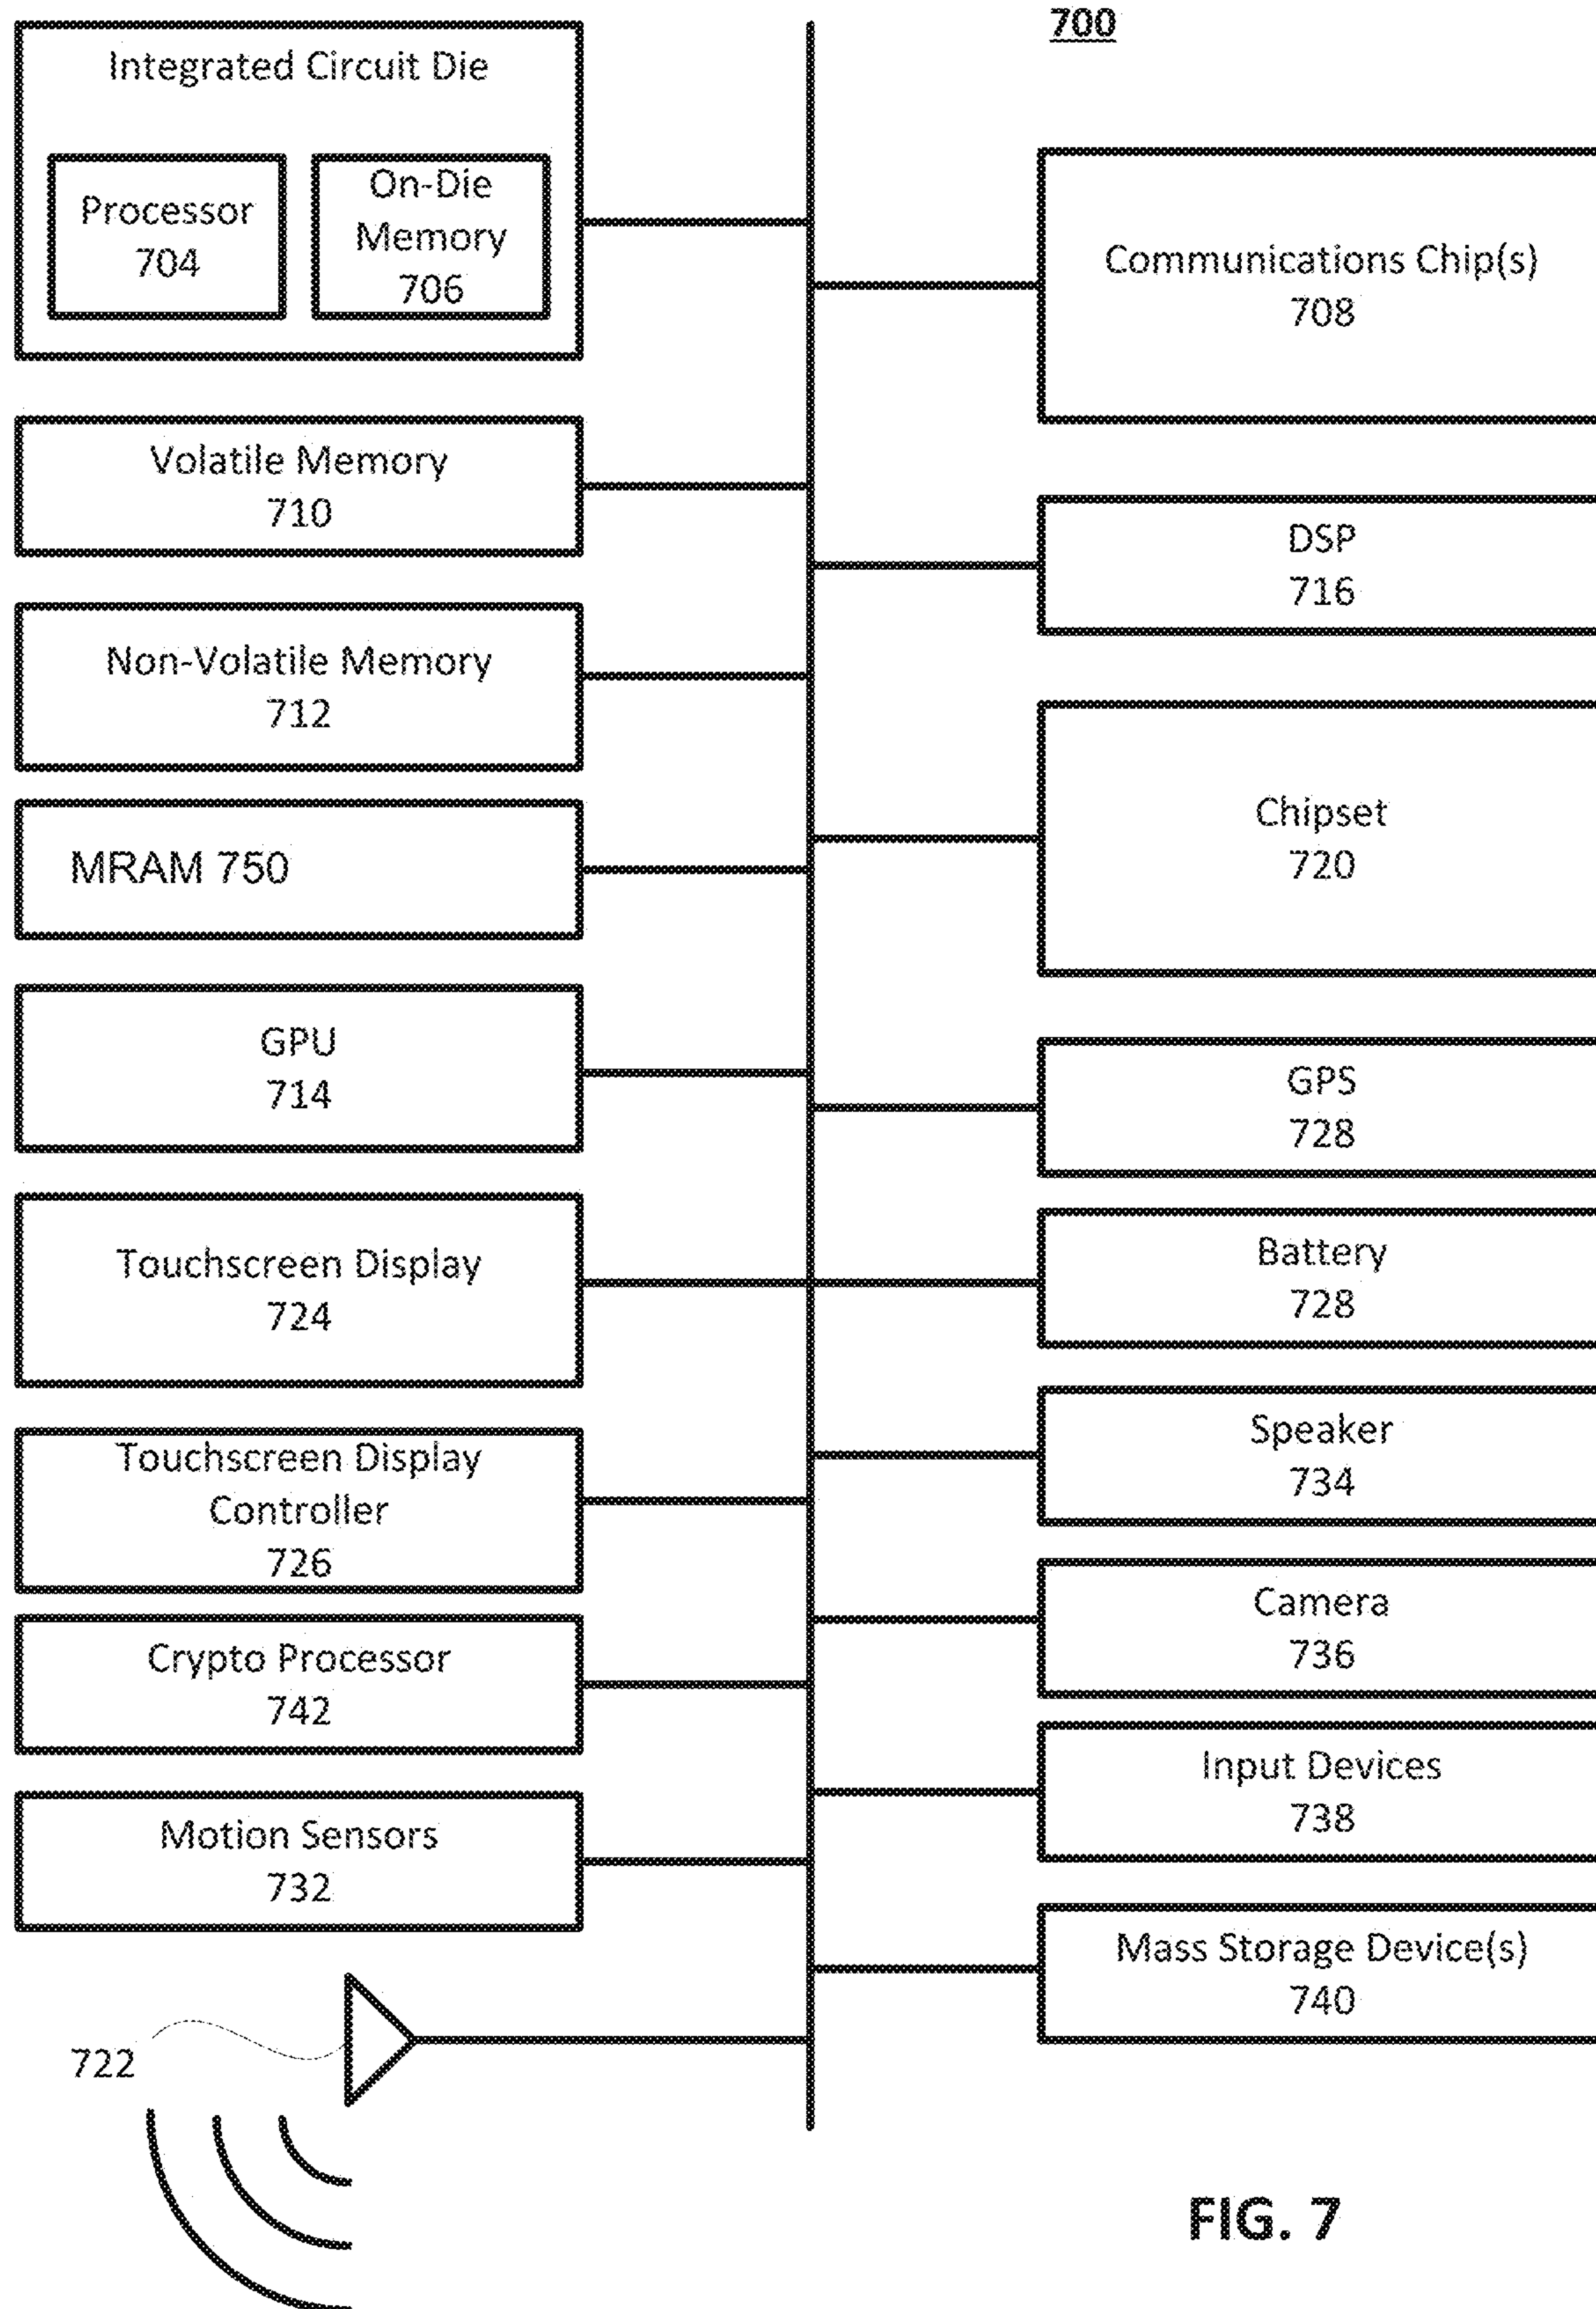 700
Integrated Circuit Die
Processor
704
On-Die
Memory
706
Volatile Memory
710
Non-Volatile Memory
712
MRAM 750
GPU
714
Touchscreen Display
724
Touchscreen Display
Controller
726
Crypto Processor
742
Motion Sensors
732
722
Communications Chip(s)
708
DSP
716
Chipset
720
GPS
728
Battery
728
Speaker
734
Camera
736
Input Devices
738
Mass Storage Device(s)
740
FIG. 7